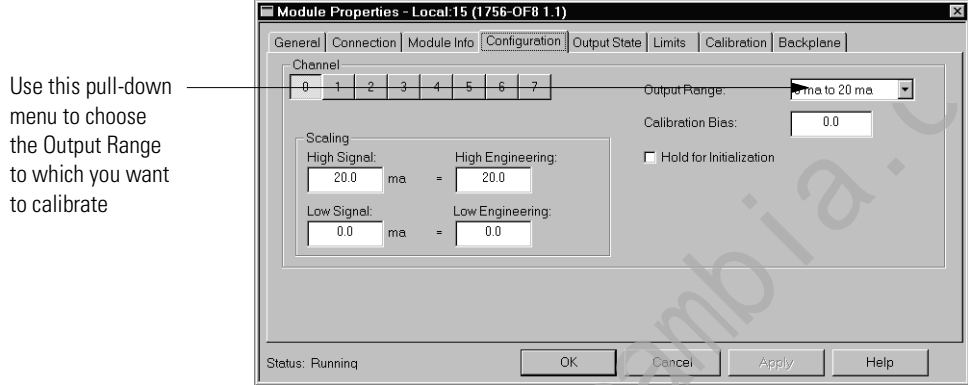 Module Properties - Local:15 (1756-OF8 1.1)
General Connection Module Info Configuration Output State Limits Calibration Backplane
Use this pull-down
menu to choose
the Output Range
to which you want
to calibrate
Channel
0 1 2 3 4 5 6 7
Output Range: 0 ma to 20 ma
Calibration Bias: 0.0
Hold for Initialization
Scaling
High Signal: High Engineering:
20.0 ma = 20.0
Low Signal: Low Engineering:
0.0 ma = 0.0
Status: Running
OK Cancel Apply Help